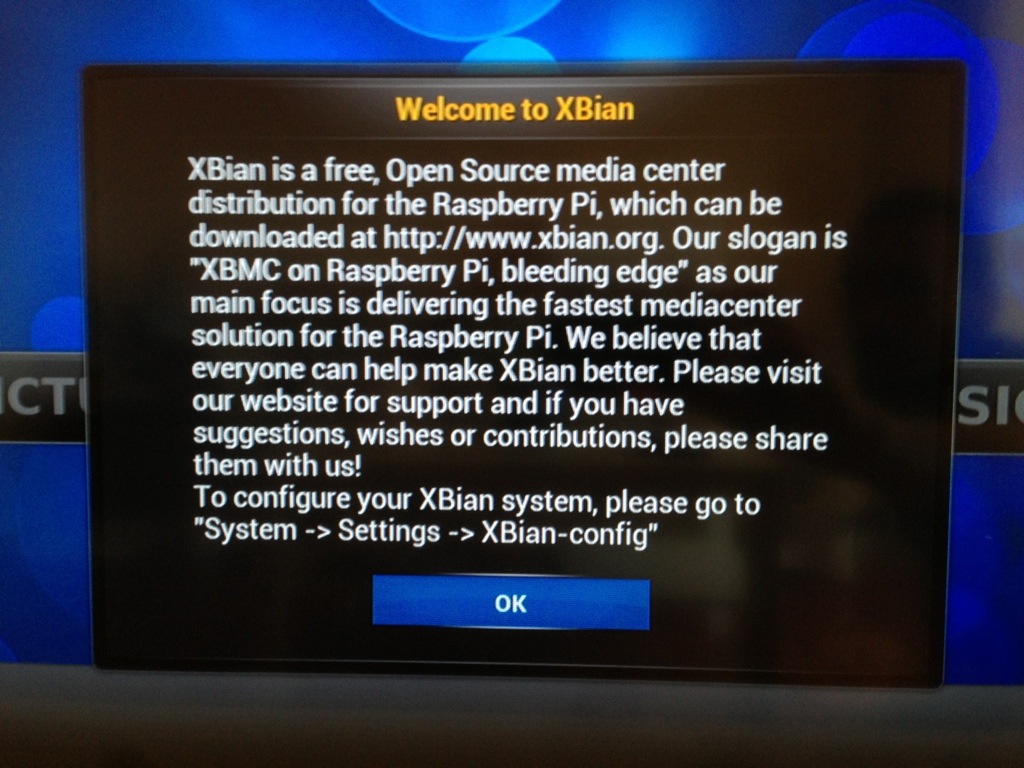 Welcome to XBian
XBian is a free, Open Source media center
distribution for the Raspberry Pi, which can be
downloaded at http://www.xbian.org. Our slogan is
"XBMC on Raspberry Pi, bleeding edge" as our
main focus is delivering the fastest mediacenter
solution for the Raspberry Pi. We believe that
everyone can help make XBian better. Please visit
our website for support and if you have
suggestions, wishes or contributions, please share
them with us!
To configure your XBian system, please go to
"System -> Settings -> XBian-config"
OK